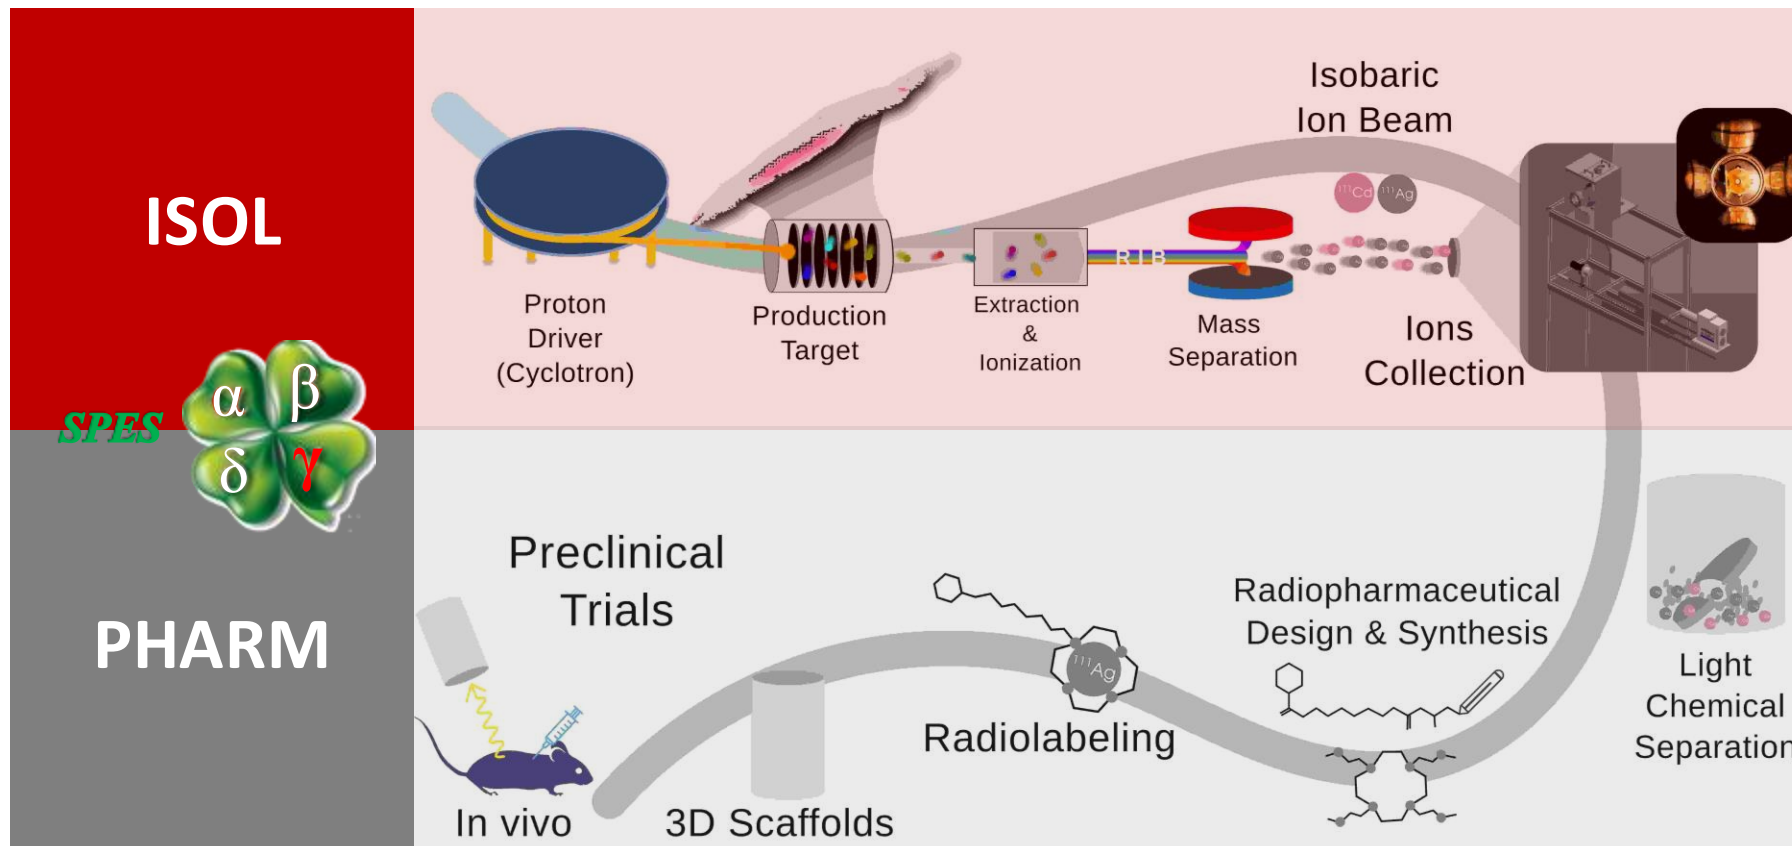 ISOL
SPES
α
β
δ
γ
PHARM
Isobaric
Ion Beam
¹¹¹Cd
¹¹¹Ag
RIB
Proton
Driver
(Cyclotron)
Production
Target
Extraction
&
Ionization
Mass
Separation
Ions
Collection
Light
Chemical
Separation
Radiopharmaceutical
Design & Synthesis
¹¹¹Ag
Radiolabeling
Preclinical
Trials
3D Scaffolds
In vivo